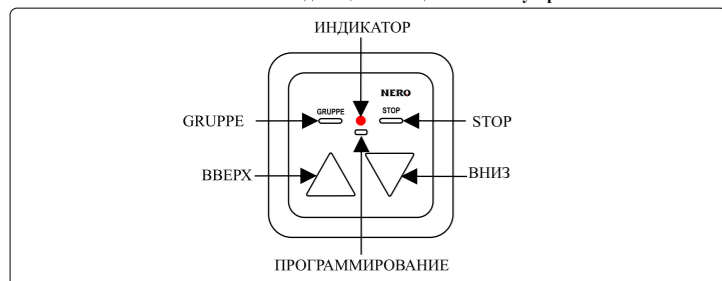 ИНДИКАТОР
NERO
GRUPPE
GRUPPE
STOP
STOP
ВВЕРХ
ВНИЗ
ПРОГРАММИРОВАНИЕ